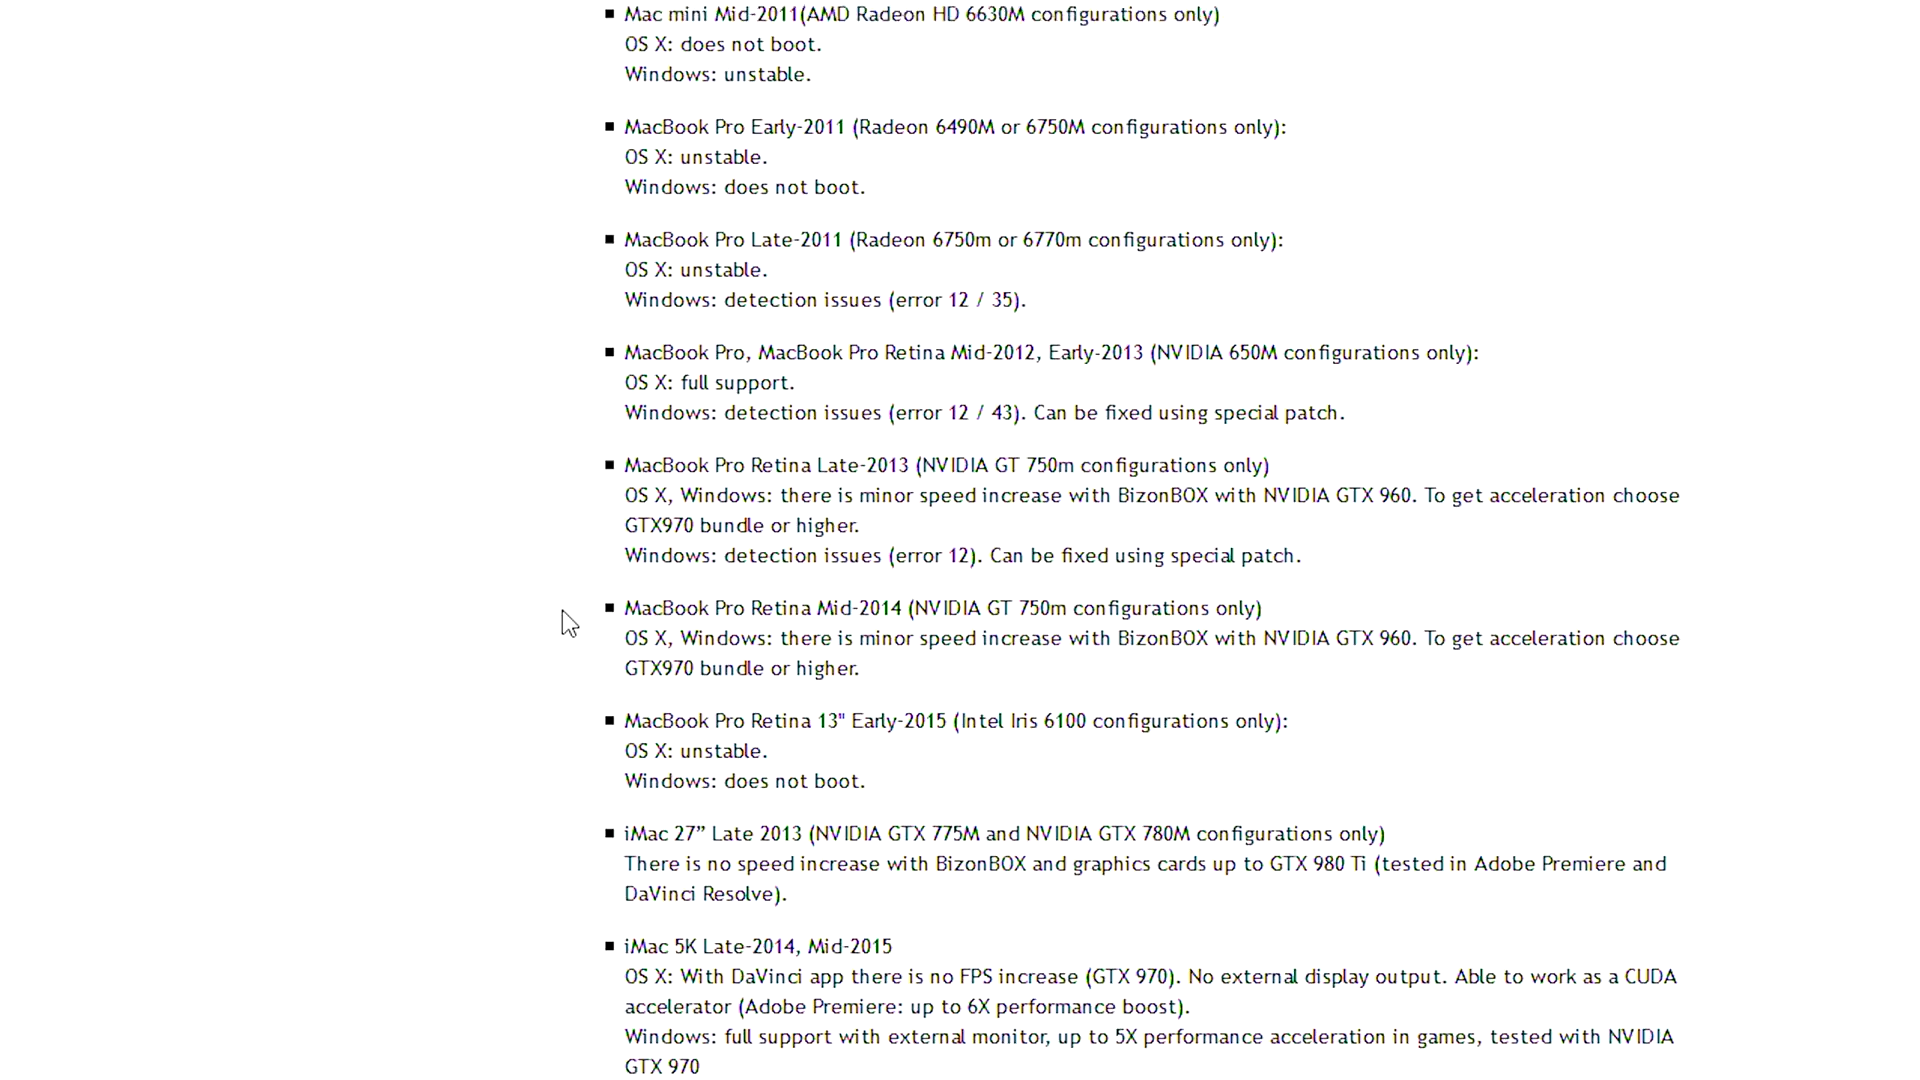 Mac mini Mid-2011(AMD Radeon HD 6630M configurations only)
OS X: does not boot.
Windows: unstable.
MacBook Pro Early-2011 (Radeon 6490M or 6750M configurations only):
OS X: unstable.
Windows: does not boot.
MacBook Pro Late-2011 (Radeon 6750m or 6770m configurations only):
OS X: unstable.
Windows: detection issues (error 12 / 35).
MacBook Pro, MacBook Pro Retina Mid-2012, Early-2013 (NVIDIA 650M configurations only):
OS X: full support.
Windows: detection issues (error 12 / 43). Can be fixed using special patch.
MacBook Pro Retina Late-2013 (NVIDIA GT 750m configurations only)
OS X, Windows: there is minor speed increase with BizonBOX with NVIDIA GTX 960. To get acceleration choose
GTX970 bundle or higher.
Windows: detection issues (error 12). Can be fixed using special patch.
MacBook Pro Retina Mid-2014 (NVIDIA GT 750m configurations only)
OS X, Windows: there is minor speed increase with BizonBOX with NVIDIA GTX 960. To get acceleration choose
GTX970 bundle or higher.
MacBook Pro Retina 13" Early-2015 (Intel Iris 6100 configurations only):
OS X: unstable.
Windows: does not boot.
iMac 27” Late 2013 (NVIDIA GTX 775M and NVIDIA GTX 780M configurations only)
There is no speed increase with BizonBOX and graphics cards up to GTX 980 Ti (tested in Adobe Premiere and
DaVinci Resolve).
iMac 5K Late-2014, Mid-2015
OS X: With DaVinci app there is no FPS increase (GTX 970). No external display output. Able to work as a CUDA
accelerator (Adobe Premiere: up to 6X performance boost).
Windows: full support with external monitor, up to 5X performance acceleration in games, tested with NVIDIA
GTX 970